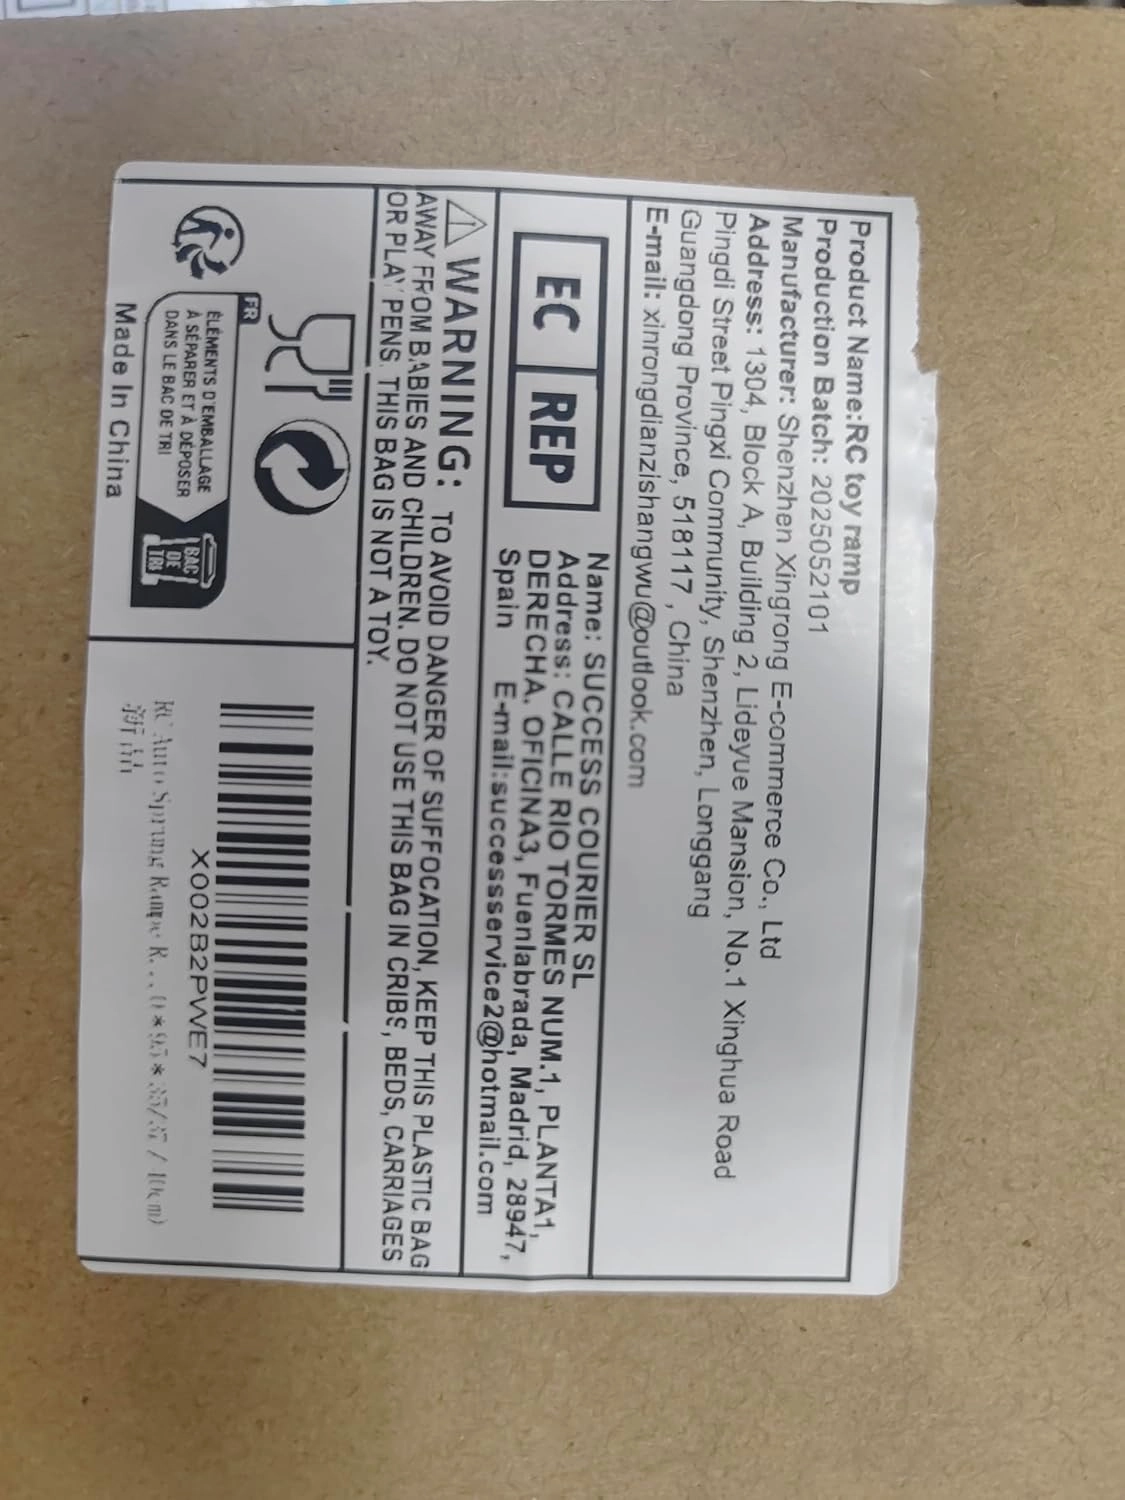 Product Name:RC toy ramp
Production Batch: 2025052101
Manufacturer: Shenzhen Xingrong E-commerce Co., Ltd
Address: 1304, Block A, Building 2, Lideyue Mansion, No.1 Xinghua Road
Pingdi Street Pingxi Community, Shenzhen, Longgang
Guangdong Province, 518117 , China
E-mail: xinrongdianzishangwu@outlook.com
EC REP
Name: SUCCESS COURIER SL
Address: CALLE RIO TORMES NUM.1, PLANTA1,
DERECHA, OFICINA3, Fuenlabrada, Madrid, 28947,
Spain E-mail:successservice2@hotmail.com
WARNING: TO AVOID DANGER OF SUFFOCATION, KEEP THIS PLASTIC BAG
AWAY FROM BABIES AND CHILDREN. DO NOT USE THIS BAG IN CRIBS, BEDS, CARRIAGES
OR PLAY PENS. THIS BAG IS NOT A TOY.
FR
ÉLÉMENTS D'EMBALLAGE
À SÉPARER ET À DÉPOSER
DANS LE BAC DE TRI
BAC
DE
TRI
Made In China
X002B2PWE7
RC Auto Sprung Rampe